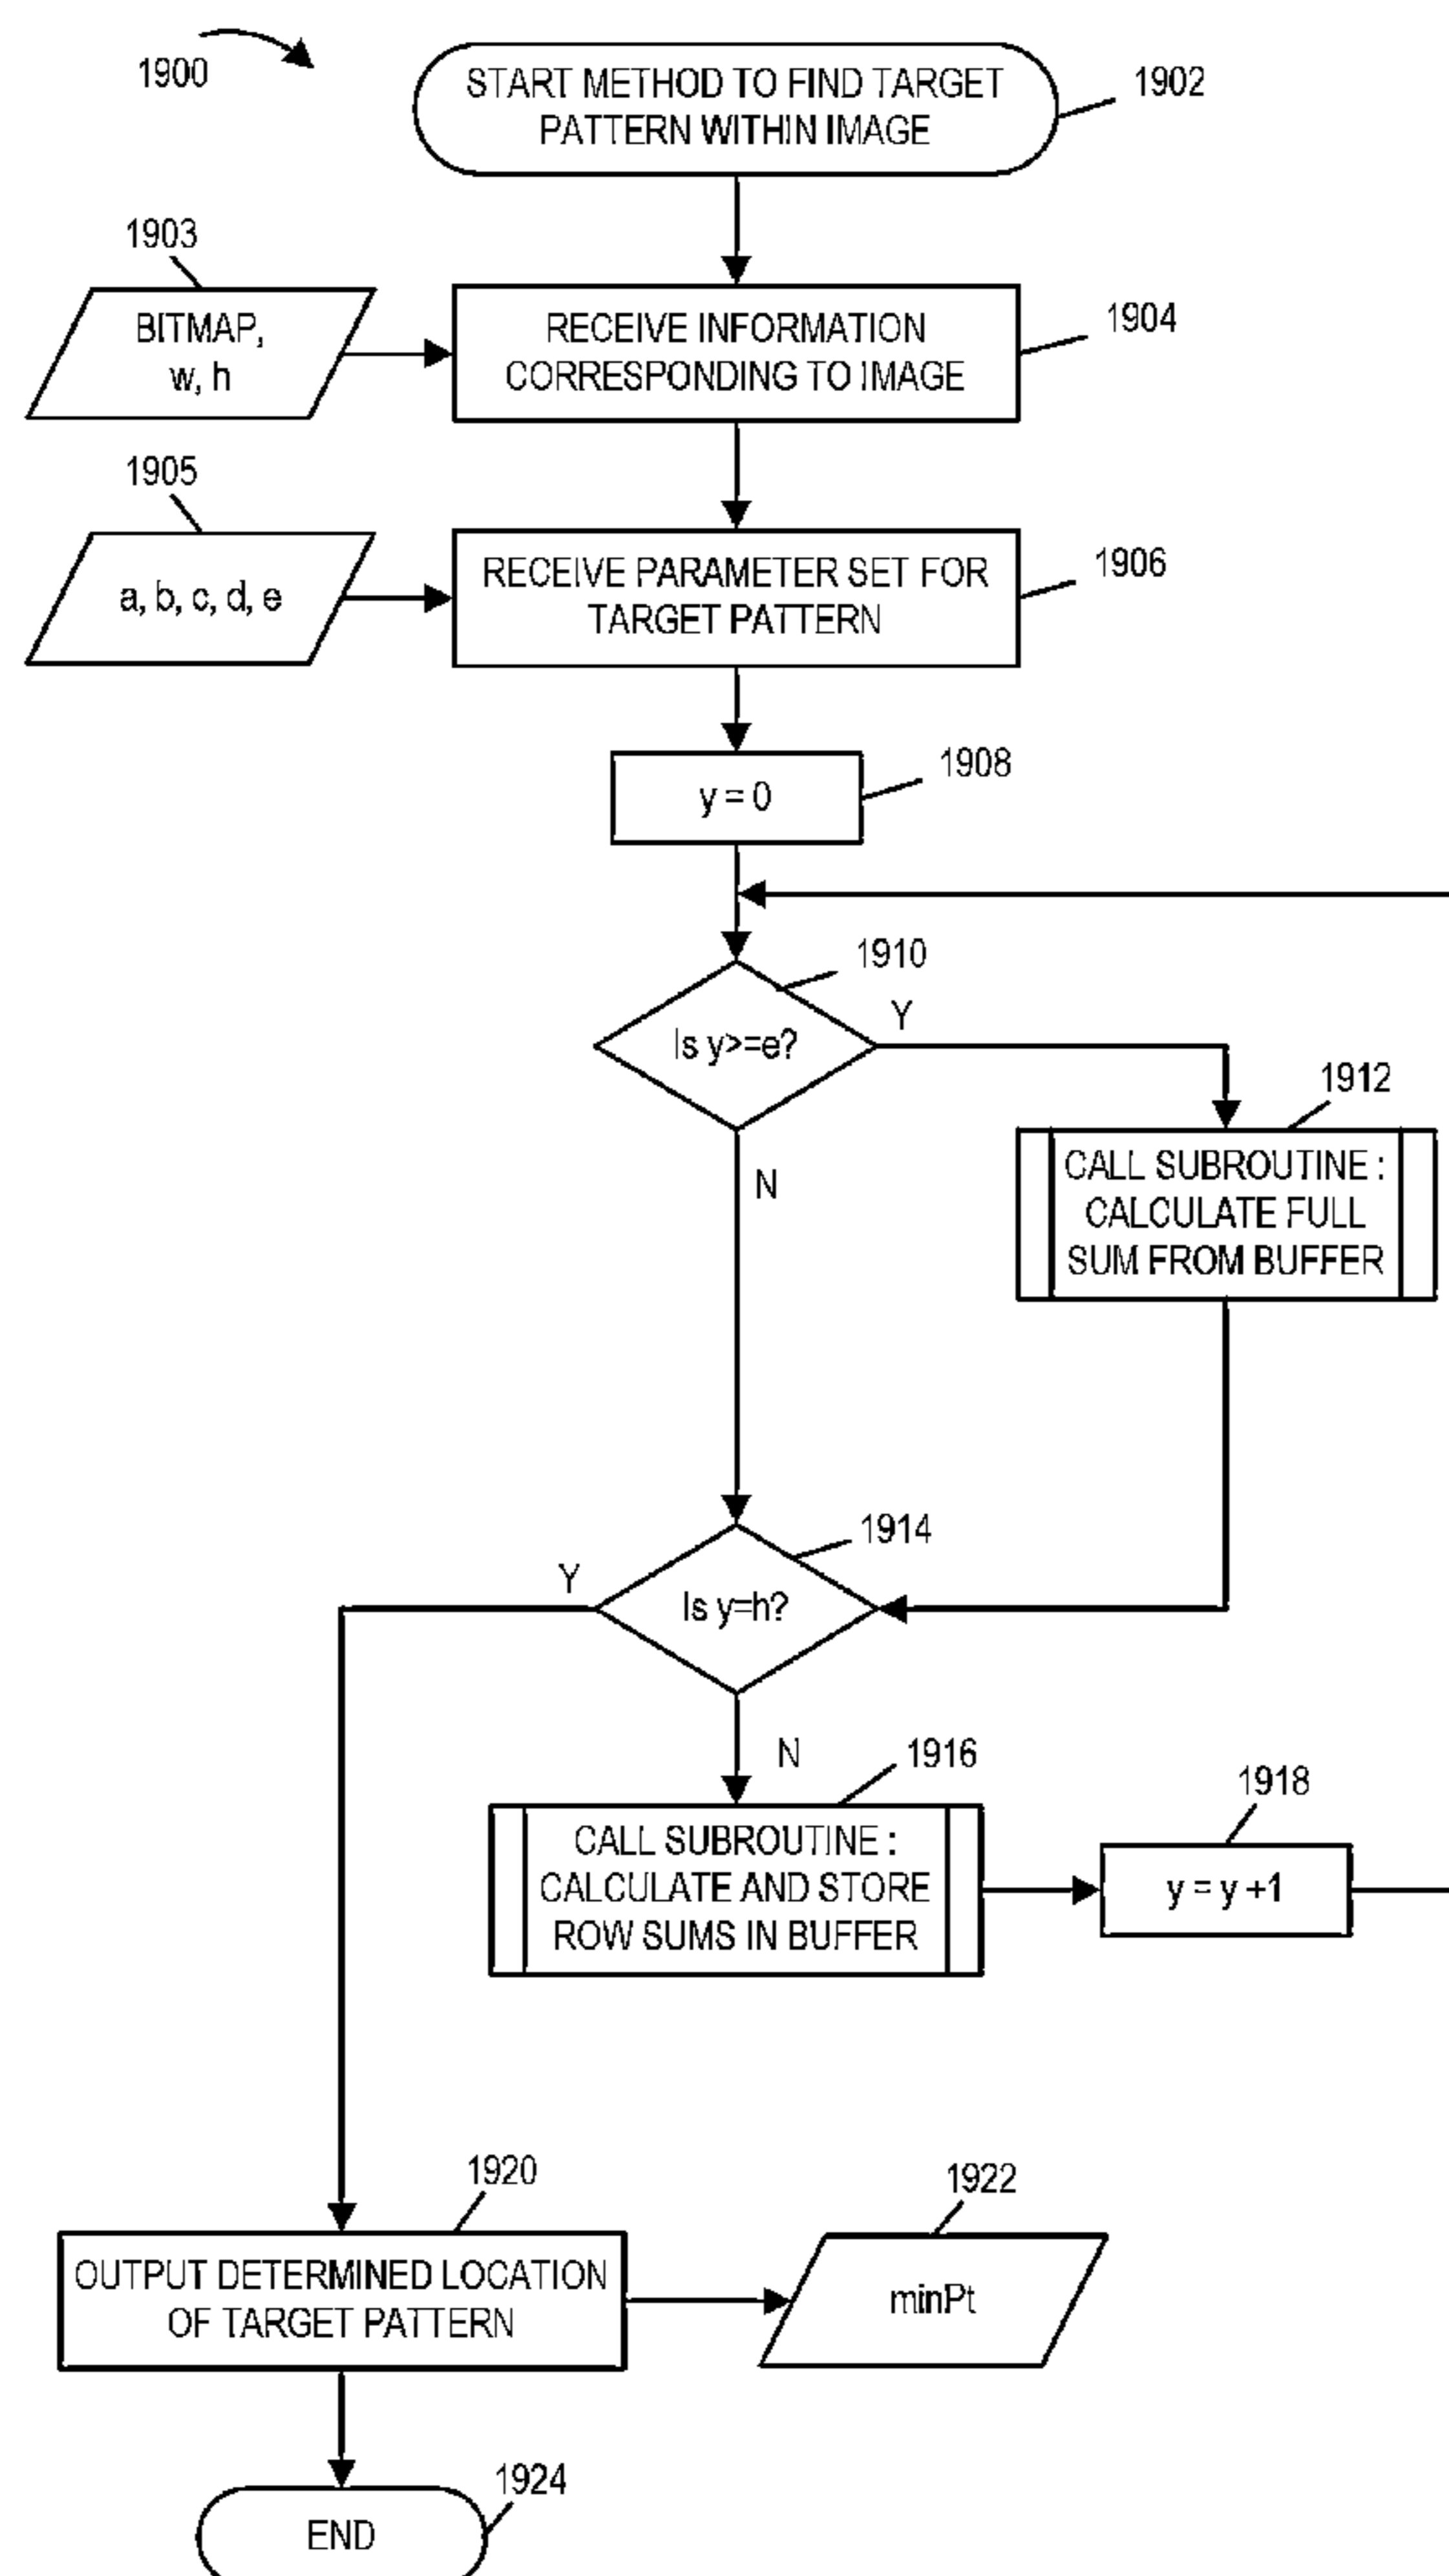 1900
START METHOD TO FIND TARGET
PATTERN WITHIN IMAGE
1902
1903
BITMAP,
w, h
RECEIVE INFORMATION
CORRESPONDING TO IMAGE
1904
1905
a, b, c, d, e
RECEIVE PARAMETER SET FOR
TARGET PATTERN
1906
y = 0
1908
1910
Is y>=e?
Y
N
1912
CALL SUBROUTINE :
CALCULATE FULL
SUM FROM BUFFER
1914
Is y=h?
Y
N
1916
CALL SUBROUTINE :
CALCULATE AND STORE
ROW SUMS IN BUFFER
1918
y = y +1
1920
OUTPUT DETERMINED LOCATION
OF TARGET PATTERN
1922
minPt
1924
END